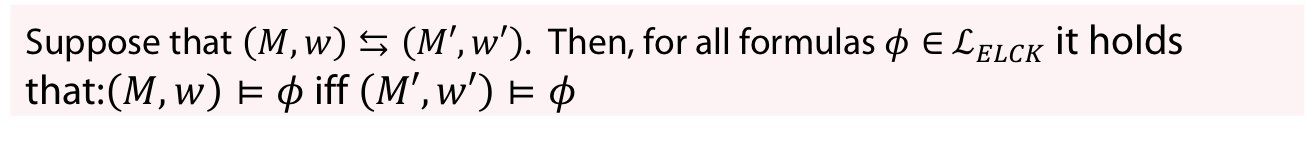 Suppose that (M, w) ⇆ (M′, w′). Then, for all formulas ϕ ∈ ℒ_ELCK it holds
that:(M, w) ⊨ ϕ iff (M′, w′) ⊨ ϕ